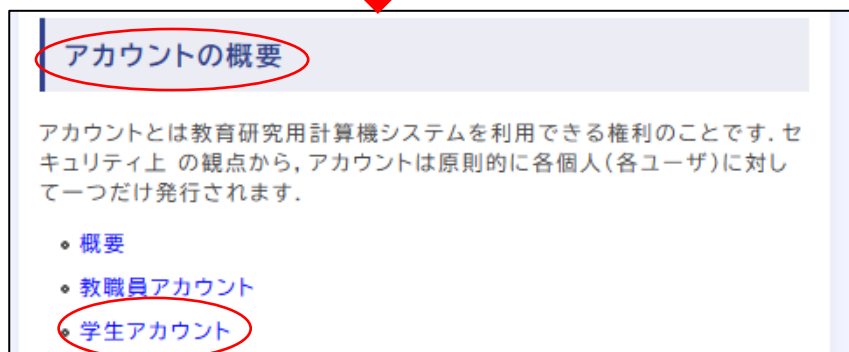 アカウントの概要
アカウントとは教育研究用計算機システムを利用できる権利のことです．セ
キュリティ上 の観点から，アカウントは原則的に各個人（各ユーザ）に対し
て一つだけ発行されます．
概要
教職員アカウント
学生アカウント